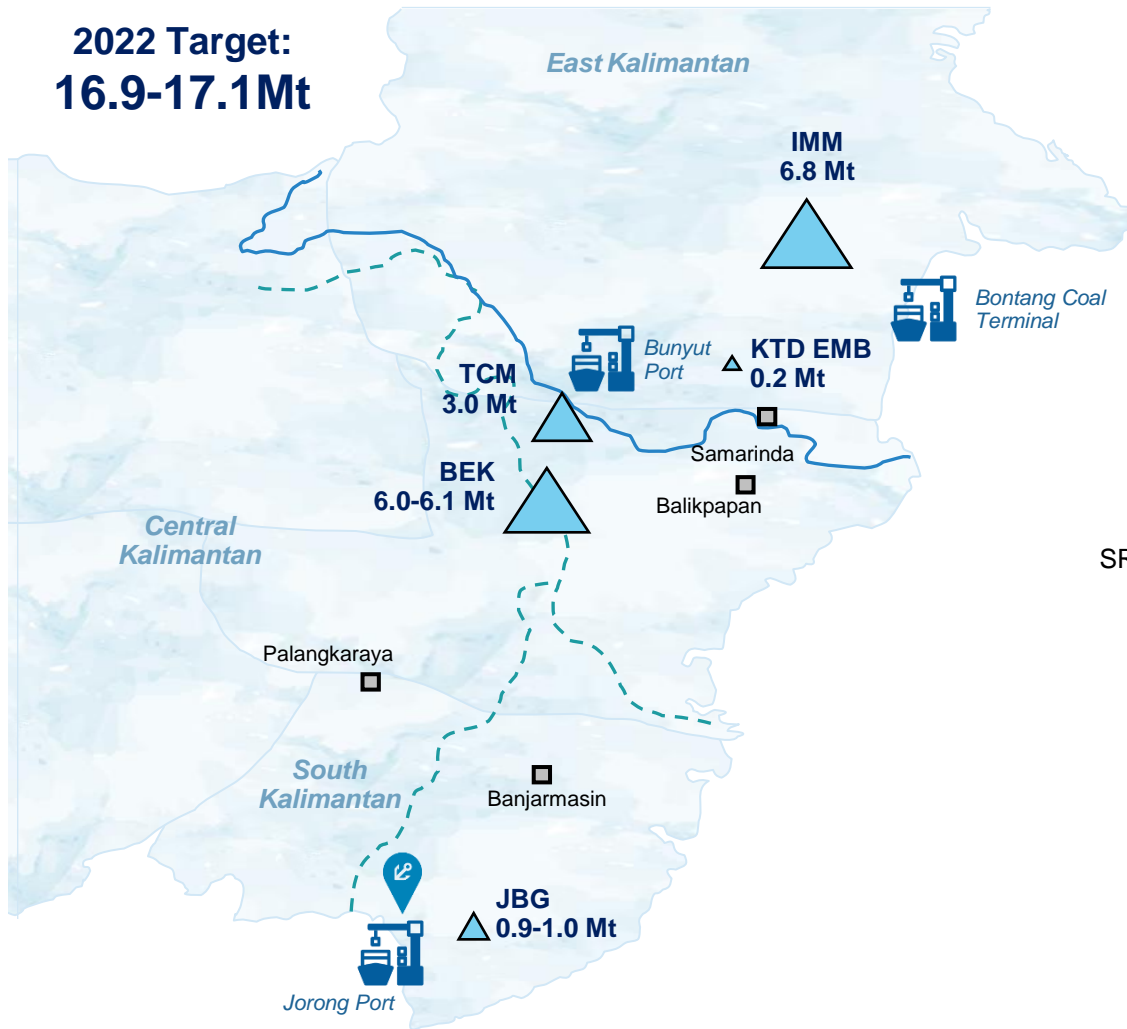 2022 Target:
16.9-17.1Mt
East Kalimantan
IMM
6.8 Mt
Bontang Coal
Terminal
Bunyut
Port
KTD EMB
0.2 Mt
TCM
3.0 Mt
Samarinda
BEK
6.0-6.1 Mt
Balikpapan
Central
Kalimantan
SR
Palangkaraya
South
Kalimantan
Banjarmasin
JBG
0.9-1.0 Mt
Jorong Port